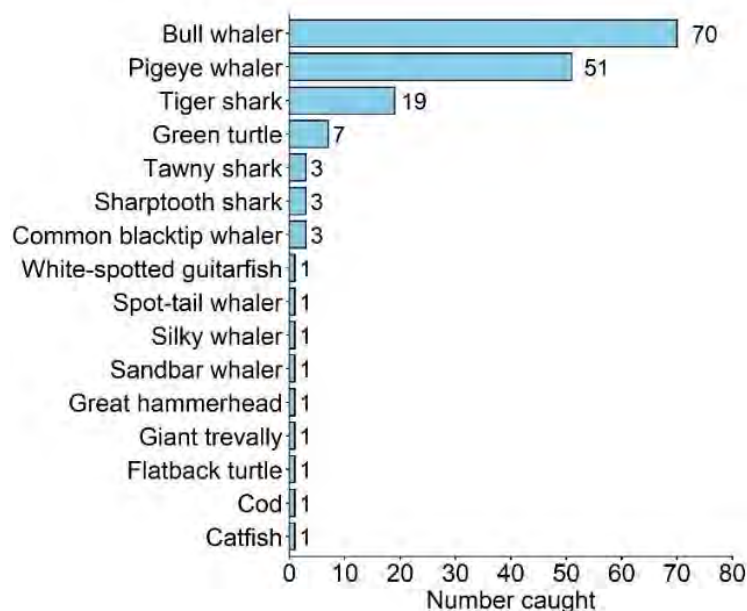 Bull whaler 70
Pigeye whaler 51
Tiger shark 19
Green turtle 7
Tawny shark 3
Sharptooth shark 3
Common blacktip whaler 3
White-spotted guitarfish 1
Spot-tail whaler 1
Silky whaler 1
Sandbar whaler 1
Great hammerhead 1
Giant trevally 1
Flatback turtle 1
Cod 1
Catfish 1
0 10 20 30 40 50 60 70 80
Number caught